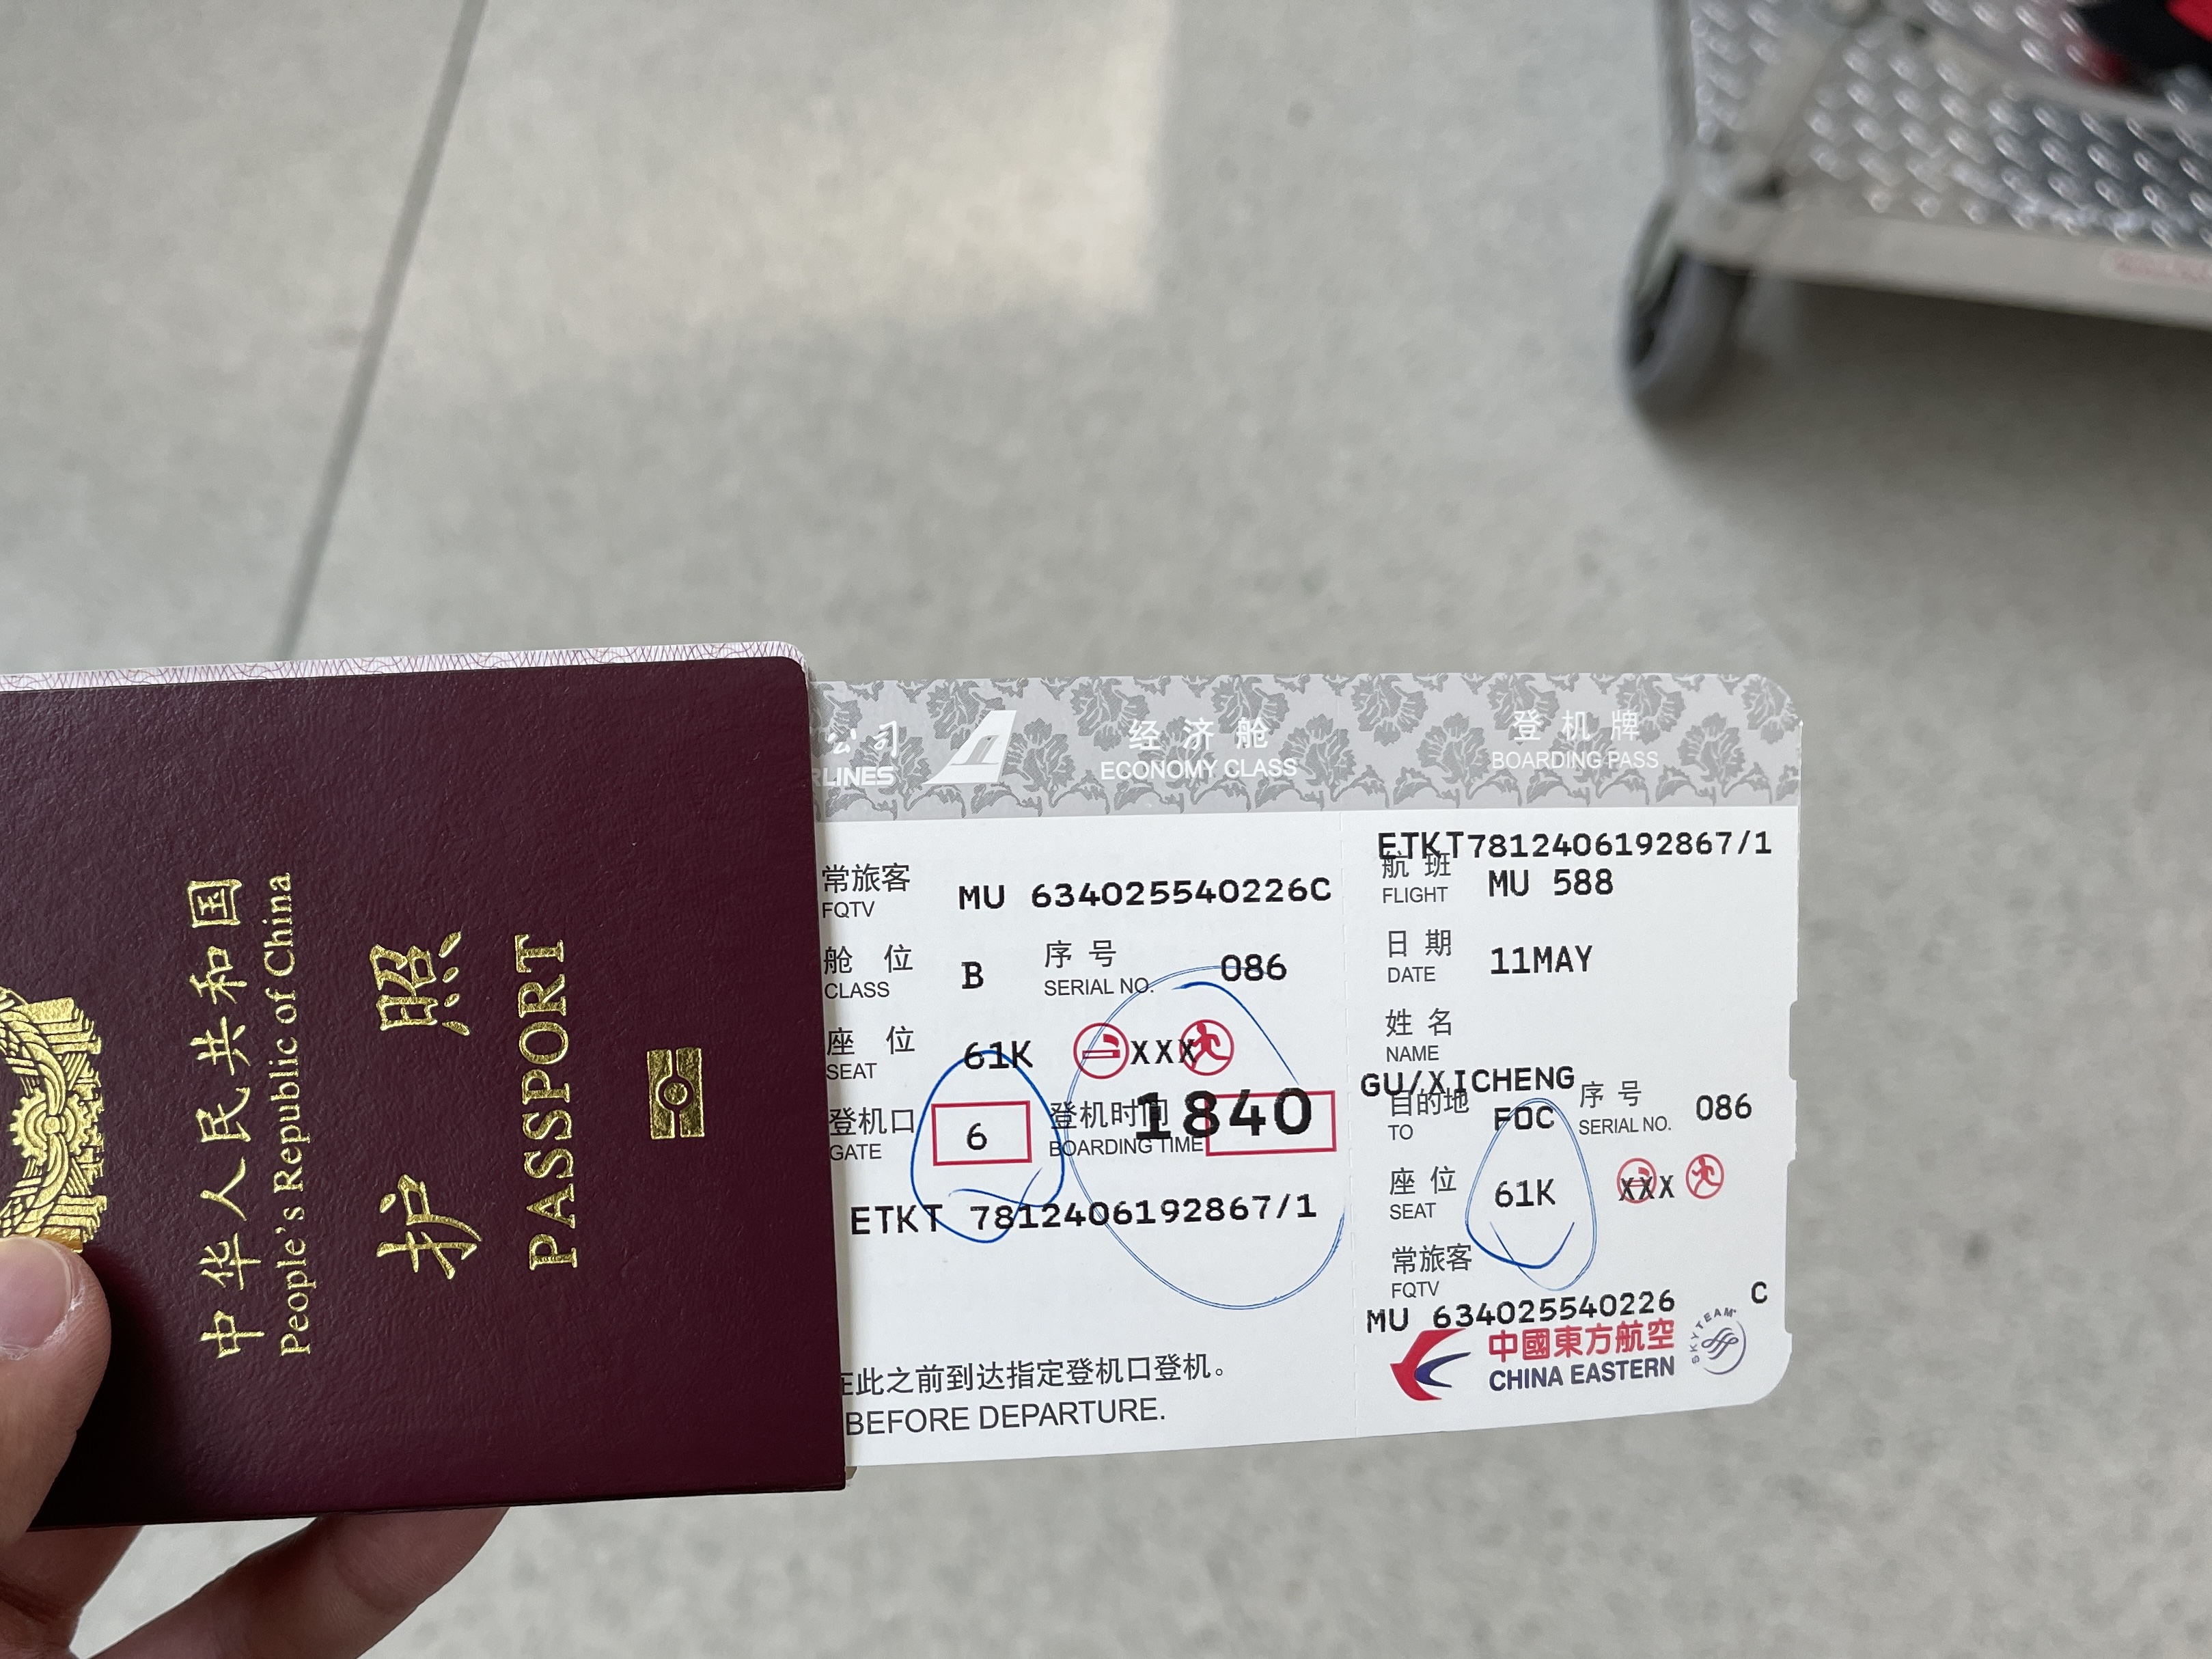 中华人民共和国
People's Republic of China
护照
PASSPORT
公司
RLINES
经济舱
ECONOMY CLASS
登机牌
BOARDING PASS
常旅客
FQTV
MU 634025540226C
舱位
CLASS
B
序号
SERIAL NO.
086
座位
SEAT
61K
XXX
登机口
GATE
6
登机时间
BOARDING TIME
1840
ETKT 7812406192867/1
在此之前到达指定登机口登机。
BEFORE DEPARTURE.
ETKT7812406192867/1
航班
FLIGHT
MU 588
日期
DATE
11MAY
姓名
NAME
GU/XICHENG
目的地
TO
FOC
序号
SERIAL NO.
086
座位
SEAT
61K
XXX
常旅客
FQTV
MU 634025540226
C
中國東方航空
CHINA EASTERN
SKYTEAM